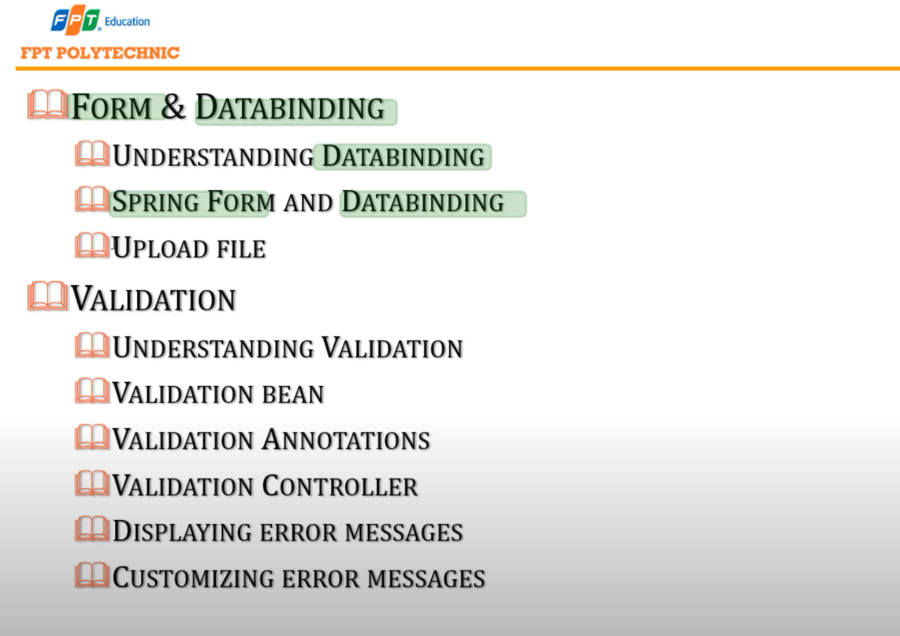 FPT Education
FPT POLYTECHNIC
FORM & DATABINDING
UNDERSTANDING DATABINDING
SPRING FORM AND DATABINDING
UPLOAD FILE
VALIDATION
UNDERSTANDING VALIDATION
VALIDATION BEAN
VALIDATION ANNOTATIONS
VALIDATION CONTROLLER
DISPLAYING ERROR MESSAGES
CUSTOMIZING ERROR MESSAGES